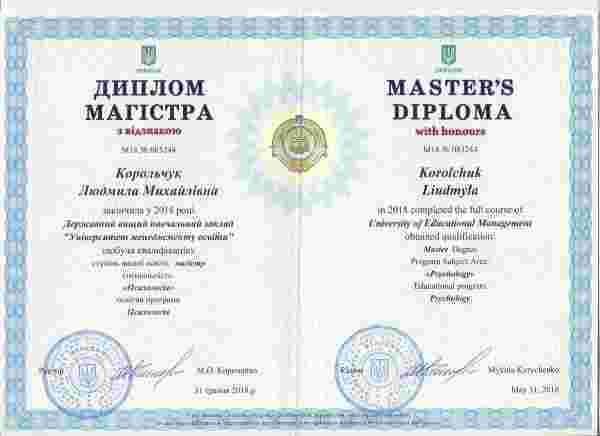 ДИПЛОМ
МАГІСТРА
з відзнакою
М18 № 083244
Корольчук
Людмила Михайлівна
закінчила у 2018 році
Державний вищий навчальний заклад
"Університет менеджменту освіти"
здобула кваліфікацію
ступінь вищої освіти магістр
спеціальність
«Психологія»
освітня програма
Психологія
Ректор
М.О. Кириченко
31 травня 2018 р.
MASTER'S
DIPLOMA
with honours
M18 № 083244
Korolchuk
Liudmyla
in 2018 completed the full course of
University of Educational Management
obtained qualification:
Master Degree
Program Subject Area
«Psychology»
Educational program
Psychology
Rector
Kyrychenko
May 31, 2018